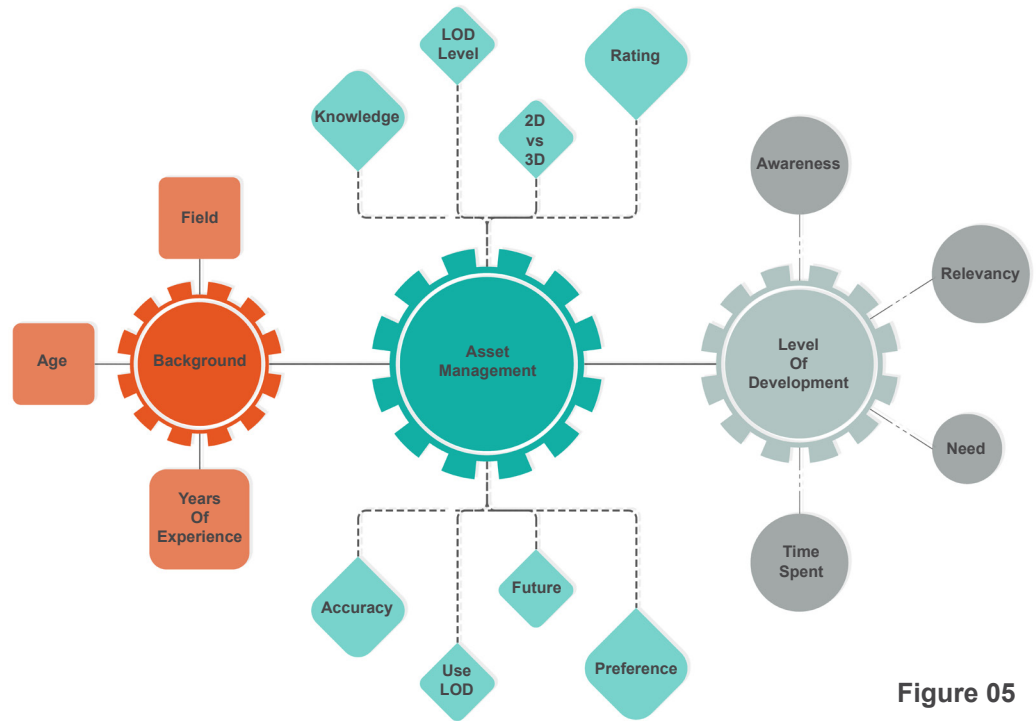 LOD
Level
Rating
Knowledge
2D
vs
3D
Awareness
Field
Relevancy
Age
Background
Asset
Management
Level
Of
Development
Need
Years
Of
Experience
Time
Spent
Accuracy
Future
Use
LOD
Preference
Figure 05